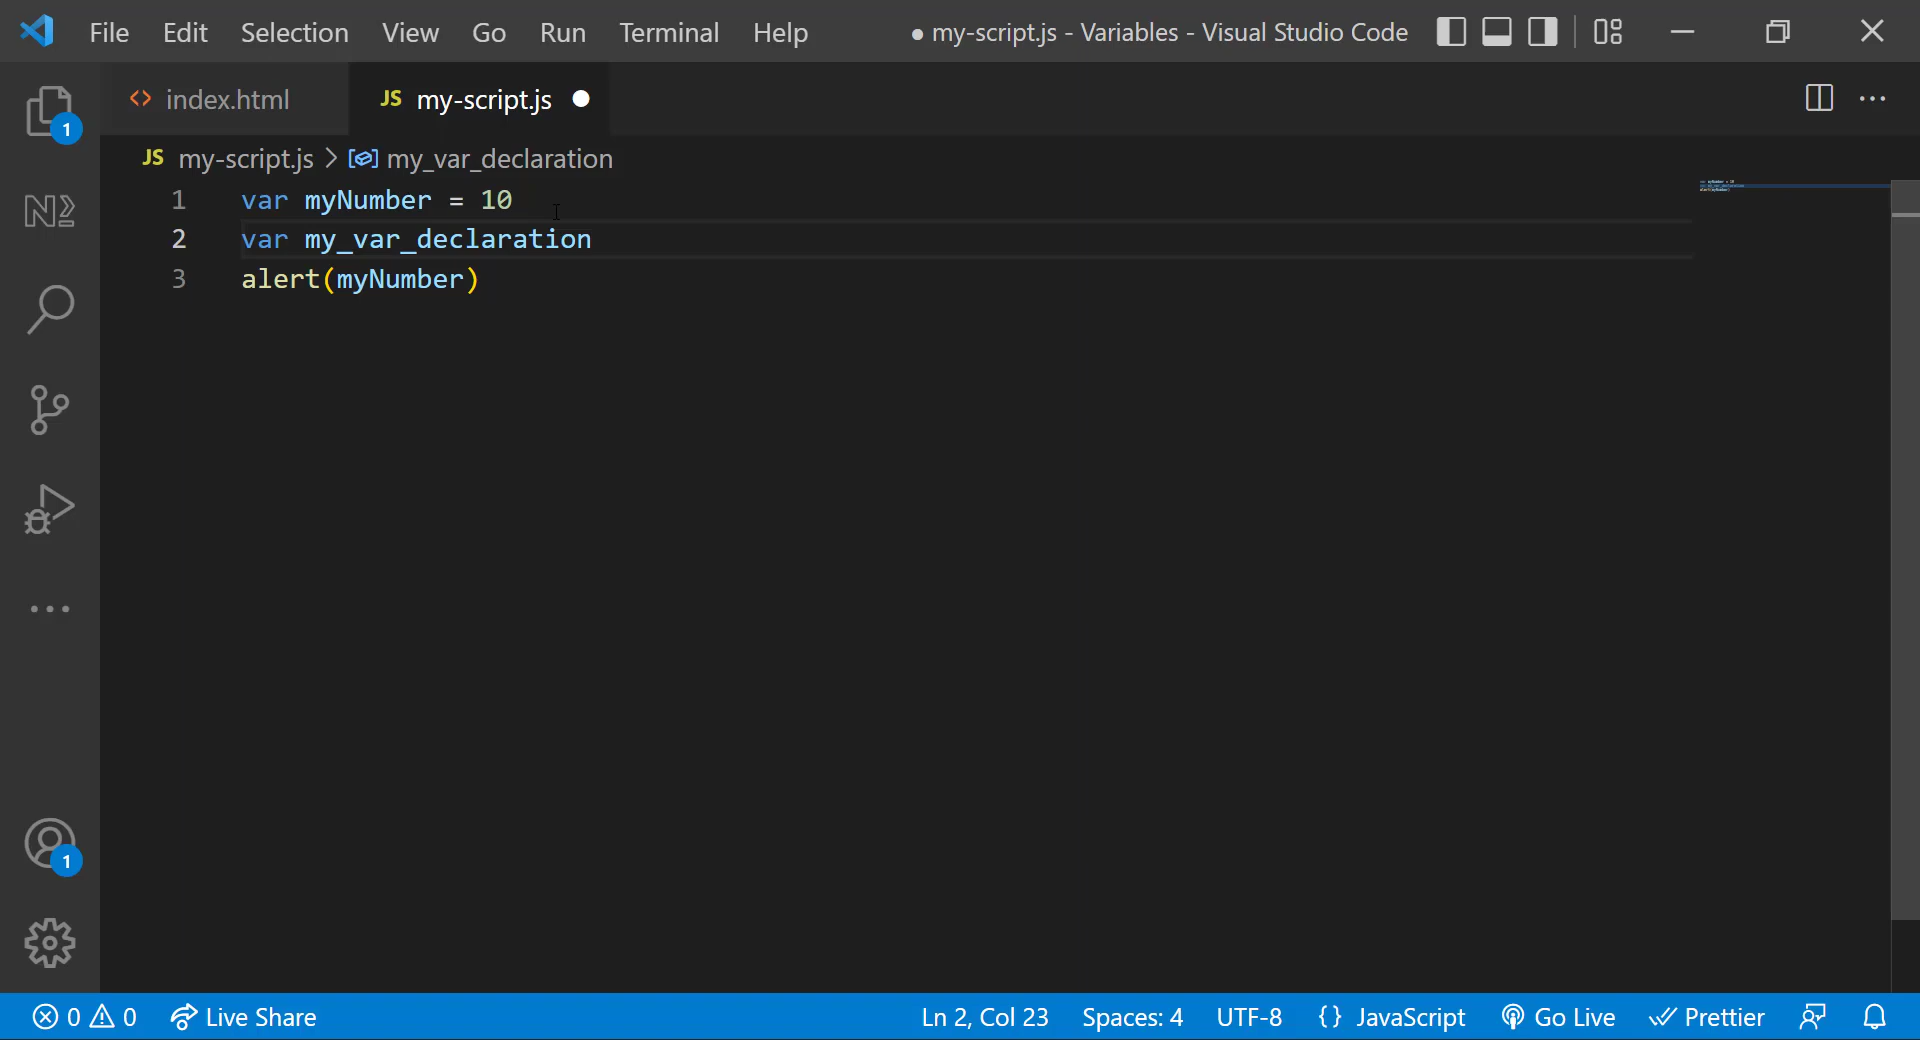 File Edit Selection View Go Run Terminal Help ● my-script.js - Variables - Visual Studio Code
index.html JS my-script.js
JS my-script.js > my_var_declaration
1 var myNumber = 10
2 var my_var_declaration
3 alert(myNumber)
1
1
0 0 Live Share Ln 2, Col 23 Spaces: 4 UTF-8 {} JavaScript Go Live Prettier